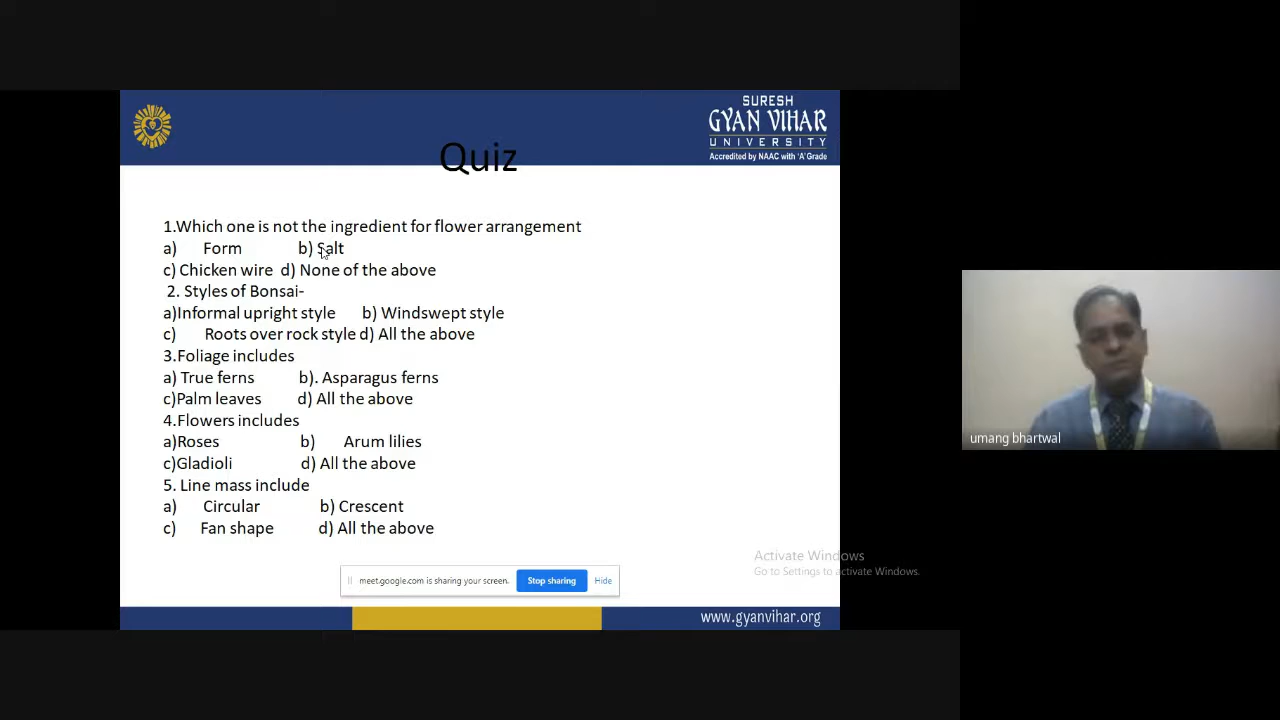 SURESH
GYAN VIHAR
UNIVERSITY
Accredited by NAAC with 'A' Grade
Quiz
1.Which one is not the ingredient for flower arrangement
a) Form b) Salt
c) Chicken wire d) None of the above
2. Styles of Bonsai-
a)Informal upright style b) Windswept style
c) Roots over rock style d) All the above
3.Foliage includes
a) True ferns b). Asparagus ferns
c)Palm leaves d) All the above
4.Flowers includes
a)Roses b) Arum lilies
c)Gladioli d) All the above
5. Line mass include
a) Circular b) Crescent
c) Fan shape d) All the above
umang bhartwal
Activate Windows
Go to Settings to activate Windows.
meet.google.com is sharing your screen. Stop sharing Hide
www.gyanvihar.org